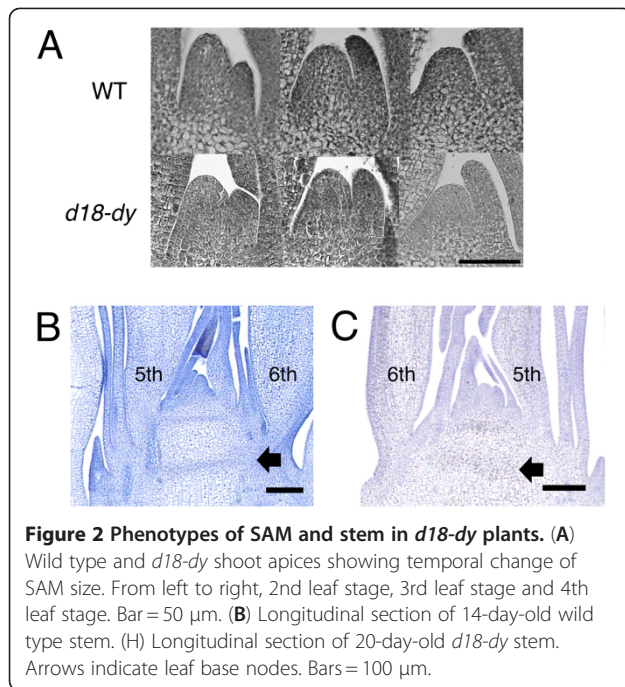 A
WT
d18-dy
B
5th
6th
C
6th
5th
Figure 2 Phenotypes of SAM and stem in d18-dy plants. (A)
Wild type and d18-dy shoot apices showing temporal change of
SAM size. From left to right, 2nd leaf stage, 3rd leaf stage and 4th
leaf stage. Bar = 50 μm. (B) Longitudinal section of 14-day-old wild
type stem. (H) Longitudinal section of 20-day-old d18-dy stem.
Arrows indicate leaf base nodes. Bars = 100 μm.